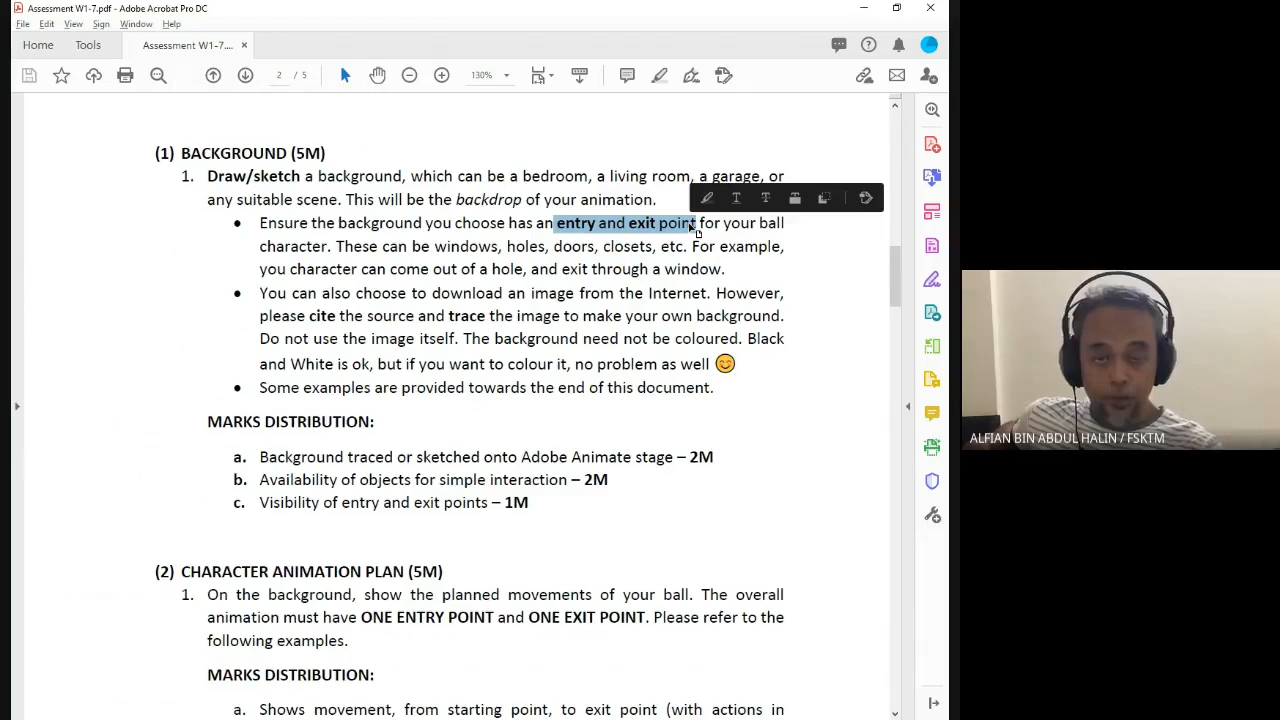 Assessment W1-7.pdf - Adobe Acrobat Pro DC
File Edit View Sign Window Help
Home Tools Assessment W1-7.... ×
2 / 5 130%
(1) BACKGROUND (5M)
1. Draw/sketch a background, which can be a bedroom, a living room, a garage, or
any suitable scene. This will be the backdrop of your animation.
• Ensure the background you choose has an entry and exit point for your ball
character. These can be windows, holes, doors, closets, etc. For example,
you character can come out of a hole, and exit through a window.
• You can also choose to download an image from the Internet. However,
please cite the source and trace the image to make your own background.
Do not use the image itself. The background need not be coloured. Black
and White is ok, but if you want to colour it, no problem as well 😊
• Some examples are provided towards the end of this document.
MARKS DISTRIBUTION:
a. Background traced or sketched onto Adobe Animate stage – 2M
b. Availability of objects for simple interaction – 2M
c. Visibility of entry and exit points – 1M
(2) CHARACTER ANIMATION PLAN (5M)
1. On the background, show the planned movements of your ball. The overall
animation must have ONE ENTRY POINT and ONE EXIT POINT. Please refer to the
following examples.
MARKS DISTRIBUTION:
a. Shows movement, from starting point, to exit point (with actions in
ALFIAN BIN ABDUL HALIN / FSKTM